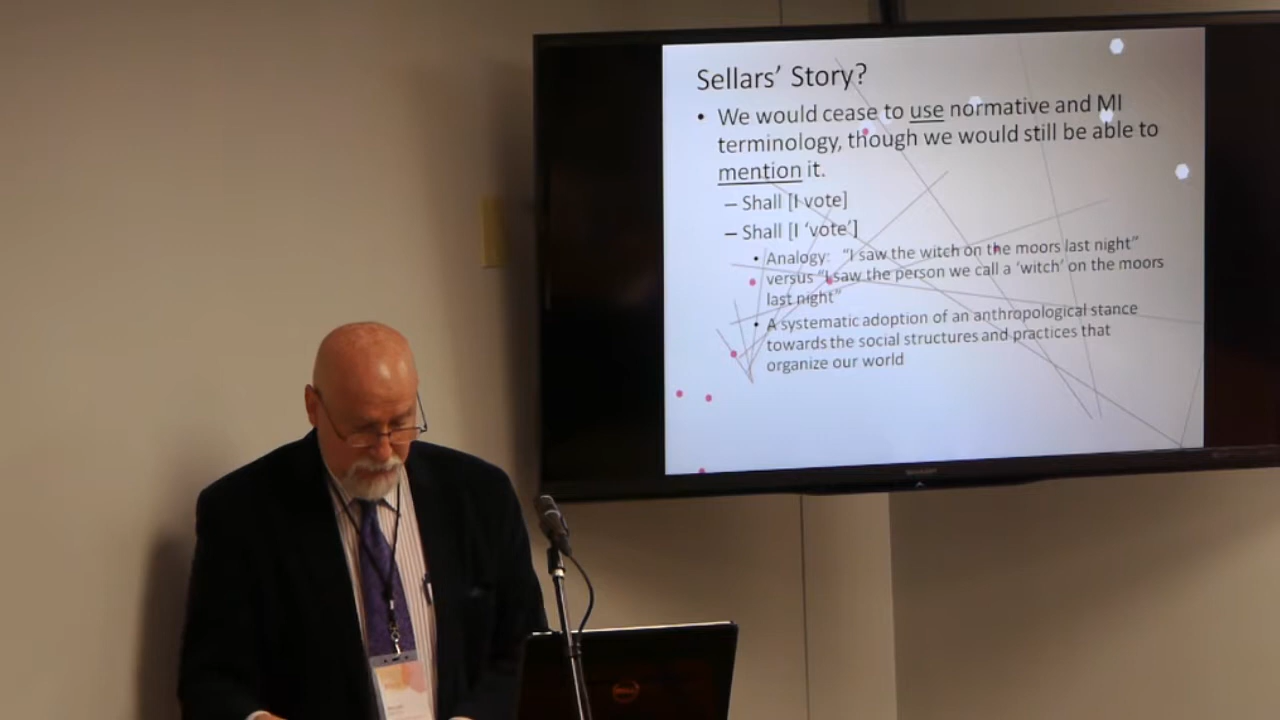 Sellars' Story?
• We would cease to use normative and MI
terminology, though we would still be able to
mention it.
– Shall [I vote]
– Shall [I 'vote']
• Analogy: "I saw the witch on the moors last night"
versus "I saw the person we call a 'witch' on the moors
last night"
• A systematic adoption of an anthropological stance
towards the social structures and practices that
organize our world
SHARP
DELL